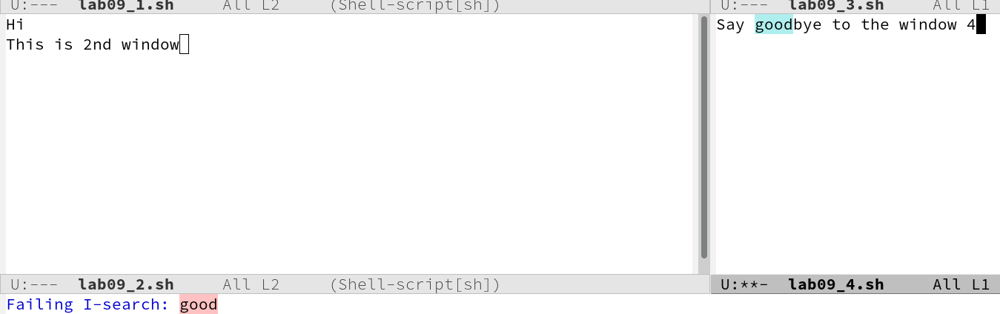 U:--- lab09_1.sh All L2 (Shell-script[sh])
U:--- lab09_3.sh All L1
Hi
This is 2nd window
Say goodbye to the window 4
U:--- lab09_2.sh All L2 (Shell-script[sh])
U:**- lab09_4.sh All L1
Failing I-search: good